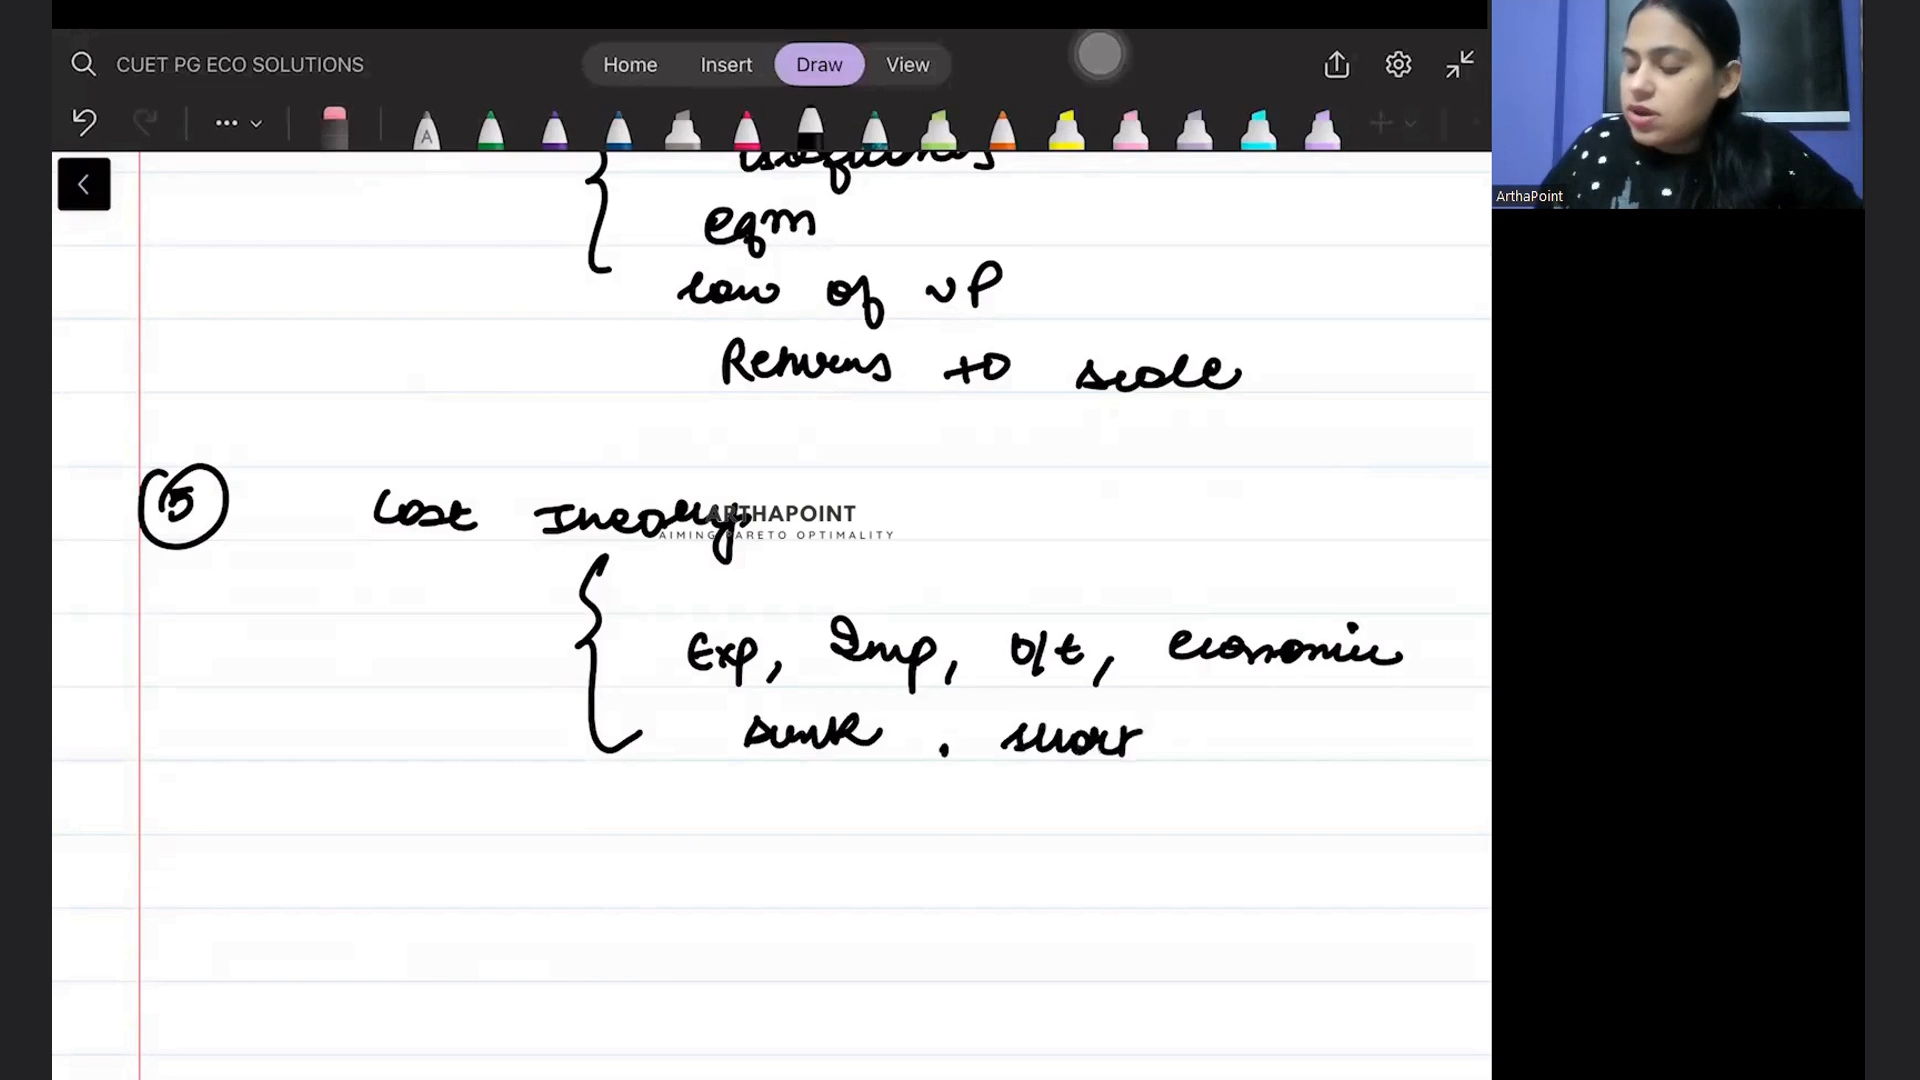 CUET PG ECO SOLUTIONS
Home Insert Draw View
A
ArthaPoint
isoquants
eqm
law of VP
Returns to scale
5 Cost Theory
ARTHAPOINT
AIMING PARETO OPTIMALITY
Exp, Imp, O/t, economic
sunk, short